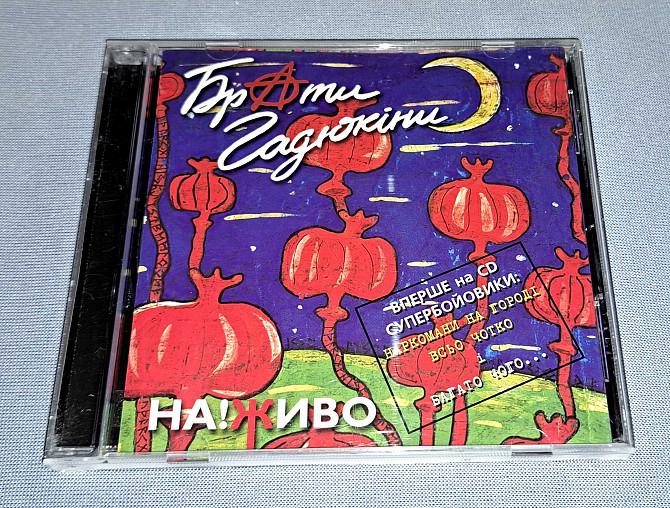 Брати
Гадюкіни
ВПЕРШЕ на CD
СУПЕРБОЙОВИКИ:
НАРКОМАНИ НА ГОРОДІ
ВСЬО ЧОТКО
і
БАГАТО ЧОГО...
НА!ЖИВО